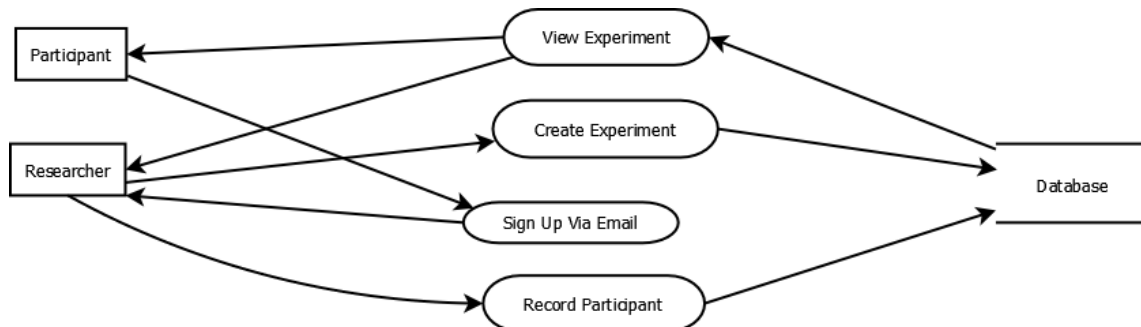 View Experiment
Participant
Create Experiment
Researcher
Database
Sign Up Via Email
Record Participant